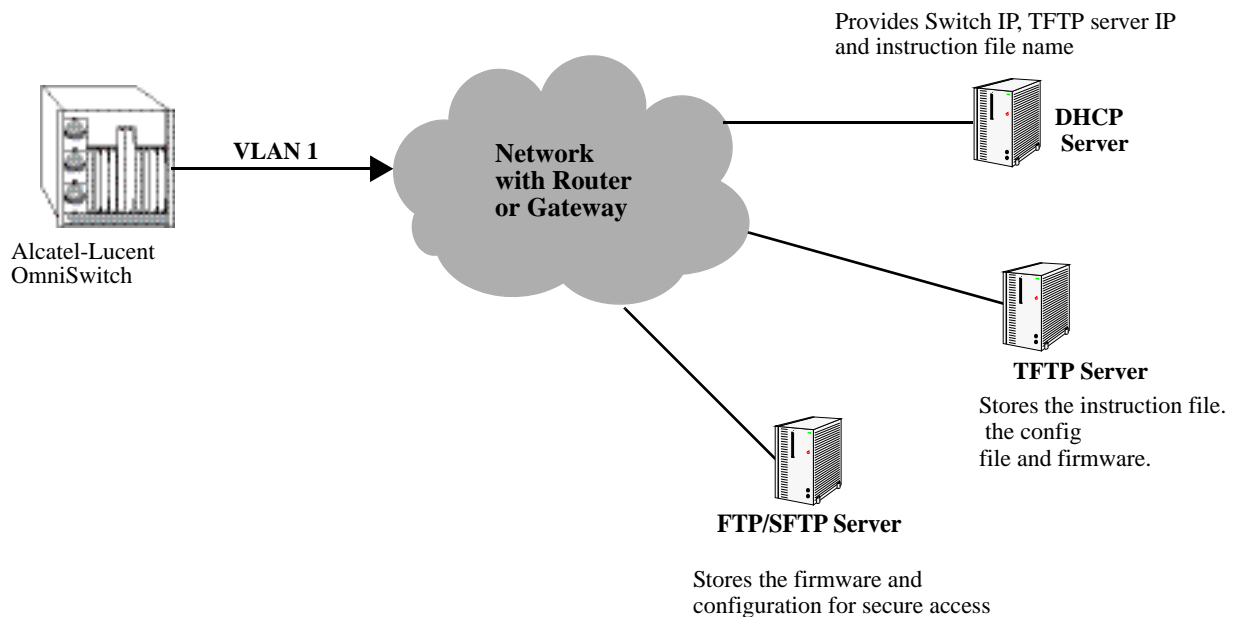 Provides Switch IP, TFTP server IP
and instruction file name
DHCP
Server
VLAN 1
Network
with Router
or Gateway
Alcatel-Lucent
OmniSwitch
TFTP Server
Stores the instruction file.
the config
file and firmware.
FTP/SFTP Server
Stores the firmware and
configuration for secure access